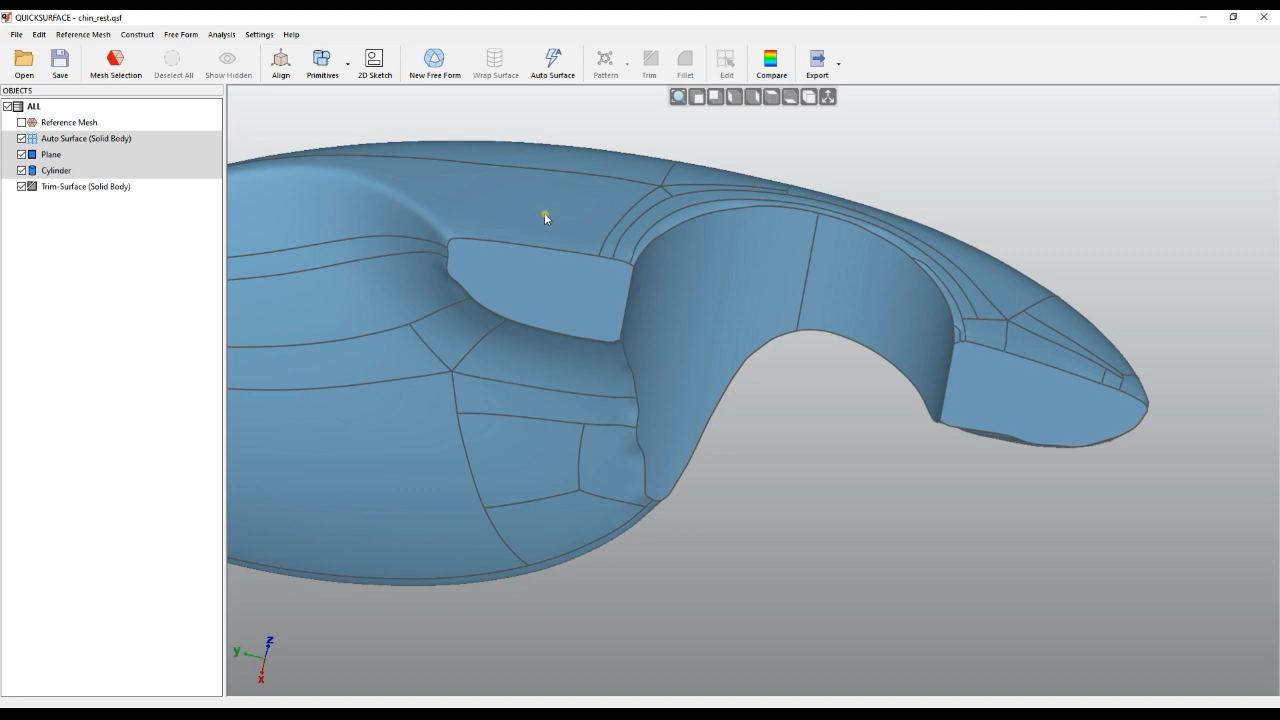 QUICKSURFACE - chin_rest.qsf
File Edit Reference Mesh Construct Free Form Analysis Settings Help
Open Save Mesh Selection Deselect All Show Hidden Align Primitives 2D Sketch New Free Form Wrap Surface Auto Surface Pattern Trim Fillet Edit Compare Export
OBJECTS
ALL
Reference Mesh
Auto Surface (Solid Body)
Plane
Cylinder
Trim-Surface (Solid Body)
z
y
x